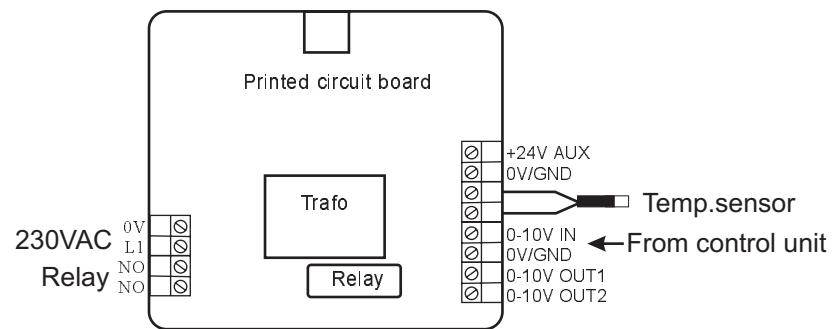 Printed circuit board
+24V AUX
0V/GND
Trafo
Temp.sensor
230VAC
0V
L1
0-10V IN
From control unit
0V/GND
Relay
NO
NO
Relay
0-10V OUT1
0-10V OUT2